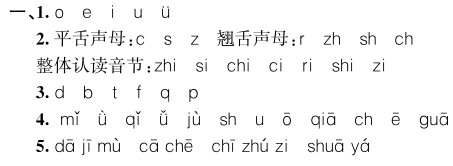 一、1. o e i u ü
2. 平舌声母:c s z 翘舌声母:r zh sh ch
整体认读音节:zhi si chi ci ri shi zi
3. d b t f q p
4. mǐ ù qǐ ǚ jù sh u ō qiā ch ē guā
5. dā jī mù cā chē chī zhú zi shuā yá